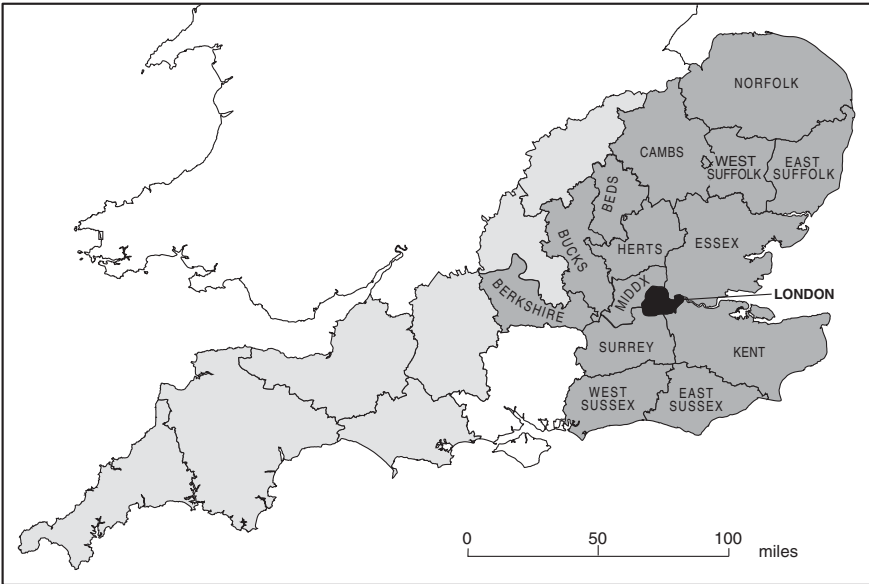 NORFOLK
CAMBS
WEST
SUFFOLK
EAST
SUFFOLK
BEDS
BUCKS
HERTS
ESSEX
MIDDX
BERKSHIRE
LONDON
SURREY
KENT
WEST
SUSSEX
EAST
SUSSEX
0 50 100
miles